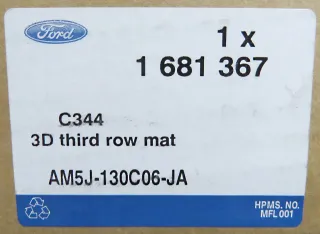 Ford
1 x
1 681 367
C344
3D third row mat
AM5J-130C06-JA
HPMS. NO.
MFL 001